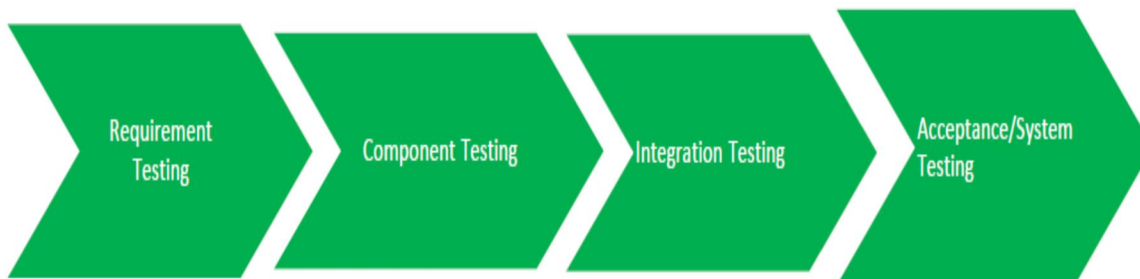 Requirement
Testing
Component Testing
Integration Testing
Acceptance/System
Testing